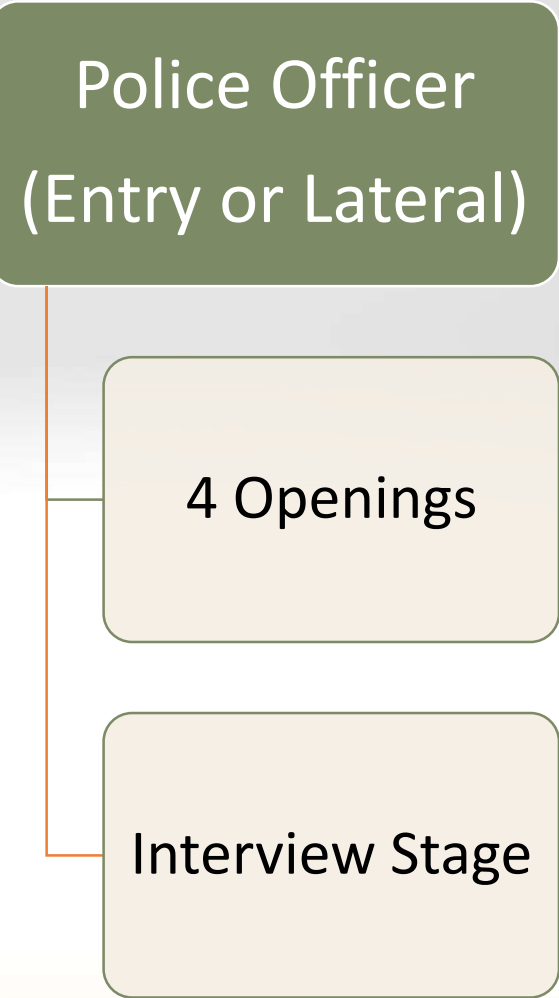 Police Officer
(Entry or Lateral)
4 Openings
Interview Stage